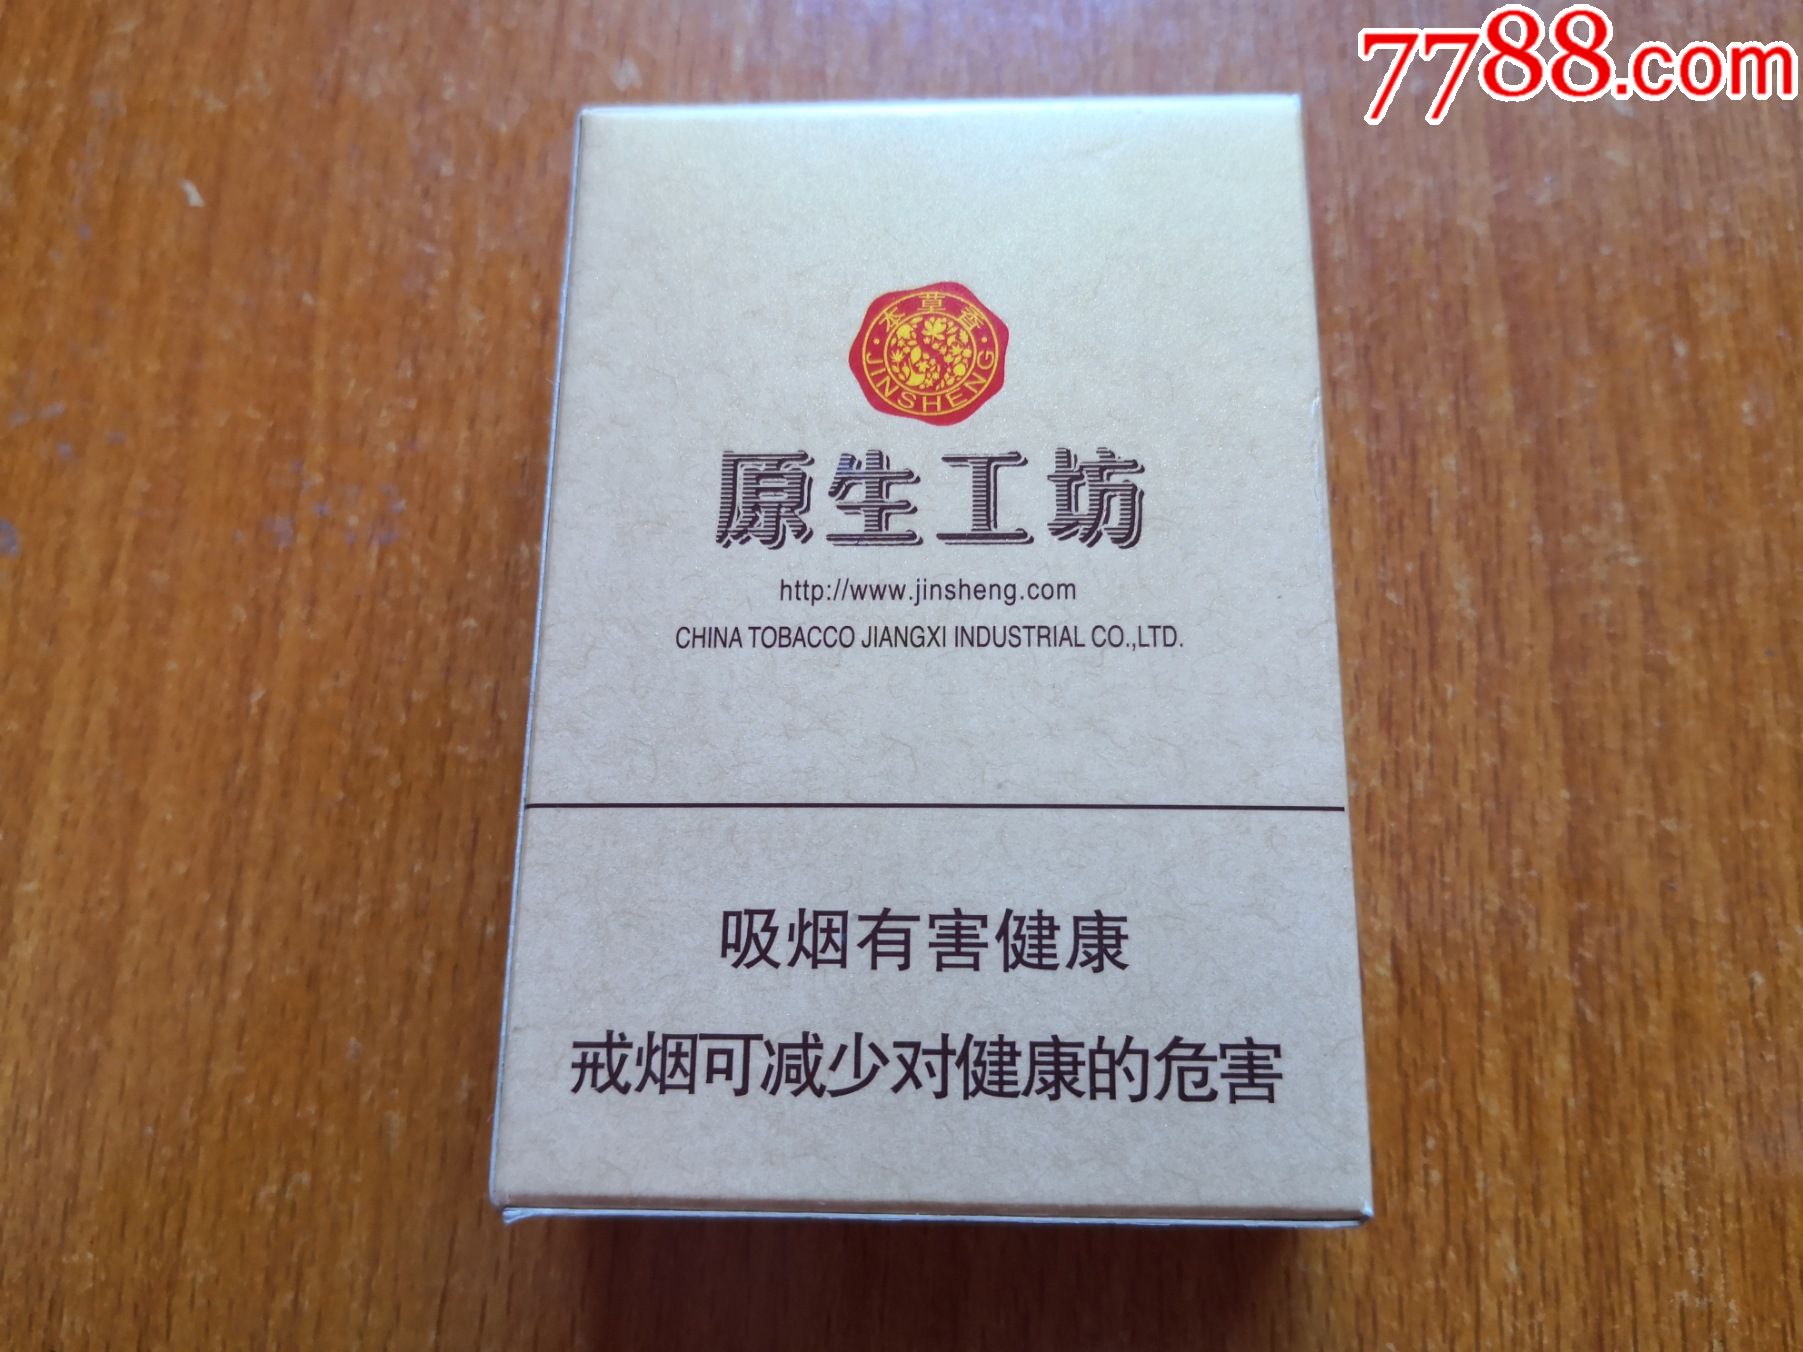 7788.com
本草香
JINSHENG
原生工坊
http://www.jinsheng.com
CHINA TOBACCO JIANGXI INDUSTRIAL CO.,LTD.
吸烟有害健康
戒烟可减少对健康的危害